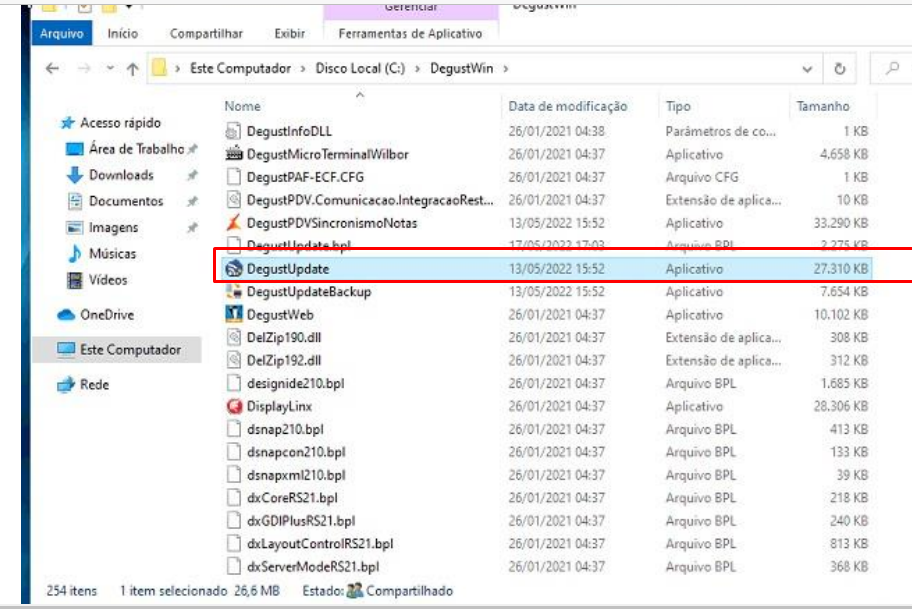 Gerenciar DegustWin
Arquivo Início Compartilhar Exibir Ferramentas de Aplicativo
Este Computador > Disco Local (C:) > DegustWin >
Nome Data de modificação Tipo Tamanho
Acesso rápido
Área de Trabalho
Downloads
Documentos
Imagens
Músicas
Vídeos
OneDrive
Este Computador
Rede
DegustInfoDLL 26/01/2021 04:38 Parâmetros de co... 1 KB
DegustMicroTerminalWilbor 26/01/2021 04:37 Aplicativo 4.658 KB
DegustPAF-ECF.CFG 26/01/2021 04:37 Arquivo CFG 1 KB
DegustPDV.Comunicacao.IntegracaoRest... 26/01/2021 04:37 Extensão de aplica... 10 KB
DegustPDVSincronismoNotas 13/05/2022 15:52 Aplicativo 33.290 KB
DegustUpdate.bpl 17/05/2022 17:03 Arquivo BPL 2.275 KB
DegustUpdate 13/05/2022 15:52 Aplicativo 27.310 KB
DegustUpdateBackup 13/05/2022 15:52 Aplicativo 7.654 KB
DegustWeb 26/01/2021 04:37 Aplicativo 10.102 KB
DelZip190.dll 26/01/2021 04:37 Extensão de aplica... 308 KB
DelZip192.dll 26/01/2021 04:37 Extensão de aplica... 312 KB
designide210.bpl 26/01/2021 04:37 Arquivo BPL 1.685 KB
DisplayLinx 26/01/2021 04:37 Aplicativo 28.306 KB
dsnap210.bpl 26/01/2021 04:37 Arquivo BPL 413 KB
dsnapcon210.bpl 26/01/2021 04:37 Arquivo BPL 133 KB
dsnapxml210.bpl 26/01/2021 04:37 Arquivo BPL 39 KB
dxCoreRS21.bpl 26/01/2021 04:37 Arquivo BPL 218 KB
dxGDIPlusRS21.bpl 26/01/2021 04:37 Arquivo BPL 240 KB
dxLayoutControlRS21.bpl 26/01/2021 04:37 Arquivo BPL 813 KB
dxServerModeRS21.bpl 26/01/2021 04:37 Arquivo BPL 368 KB
254 itens 1 item selecionado 26,6 MB Estado: Compartilhado